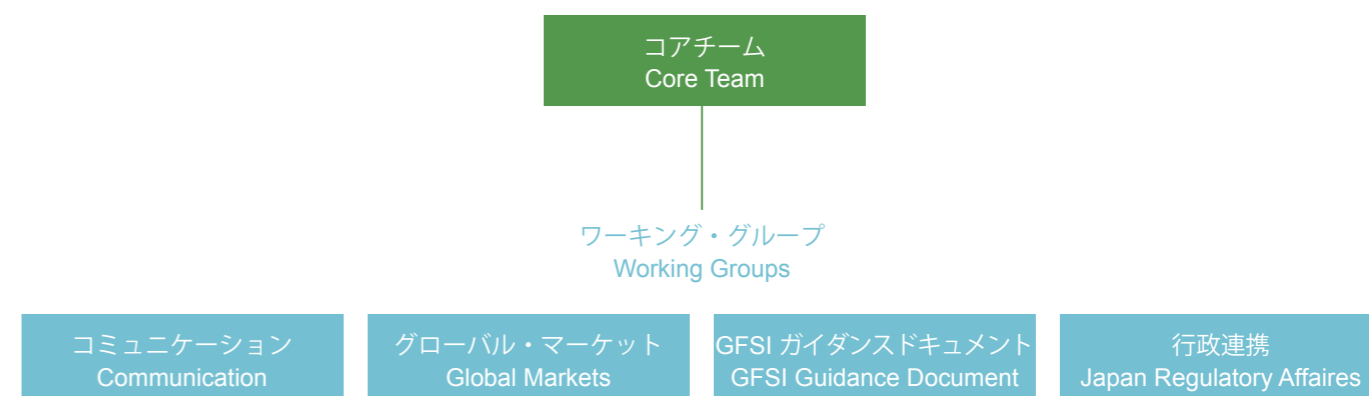 コアチーム
Core Team
ワーキング・グループ
Working Groups
コミュニケーション
Communication
グローバル・マーケット
Global Markets
GFSI ガイダンスドキュメント
GFSI Guidance Document
行政連携
Japan Regulatory Affaires